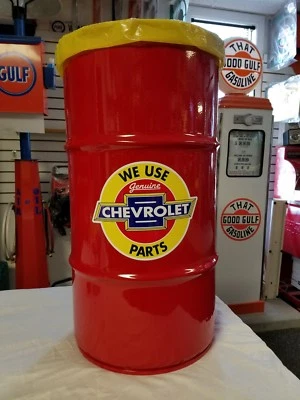 GULF
THAT
GOOD GULF
GASOLINE
WE USE
Genuine
CHEVROLET
PARTS
THAT
GOOD GULF
GASOLINE